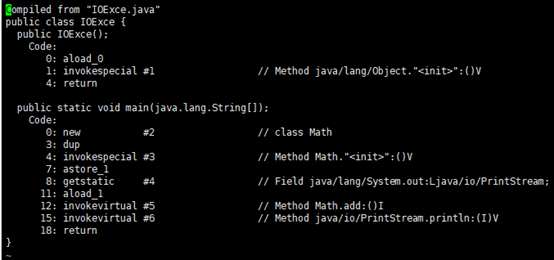 Compiled from "IOExce.java"
public class IOExce {
  public IOExce();
    Code:
       0: aload_0
       1: invokespecial #1                  // Method java/lang/Object."<init>":()V
       4: return

  public static void main(java.lang.String[]);
    Code:
       0: new           #2                  // class Math
       3: dup
       4: invokespecial #3                  // Method Math."<init>":()V
       7: astore_1
       8: getstatic     #4                  // Field java/lang/System.out:Ljava/io/PrintStream;
      11: aload_1
      12: invokevirtual #5                  // Method Math.add:()I
      15: invokevirtual #6                  // Method java/io/PrintStream.println:(I)V
      18: return
}
~